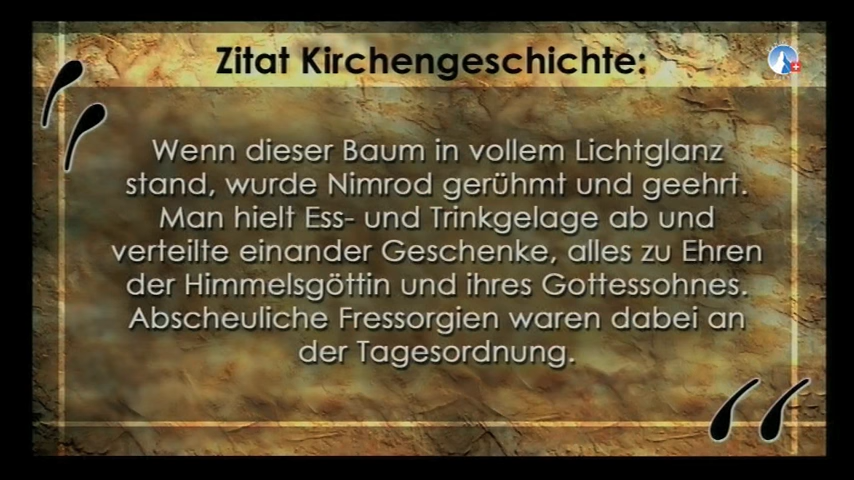 Zitat Kirchengeschichte:
Wenn dieser Baum in vollem Lichtglanz
stand, wurde Nimrod gerühmt und geehrt.
Man hielt Ess- und Trinkgelage ab und
verteilte einander Geschenke, alles zu Ehren
der Himmelsgöttin und ihres Gottessohnes.
Abscheuliche Fressorgien waren dabei an
der Tagesordnung.